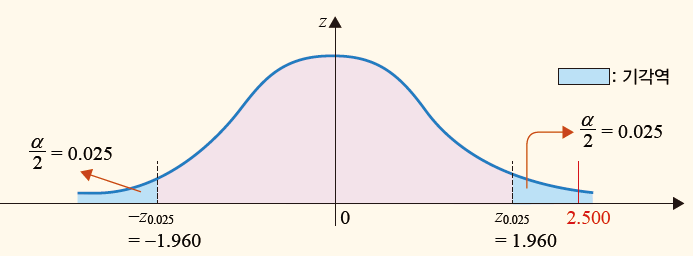 z
: 기각역
α/2 = 0.025
α/2 = 0.025
−z₀.₀₂₅
= −1.960
0
z₀.₀₂₅
= 1.960
2.500